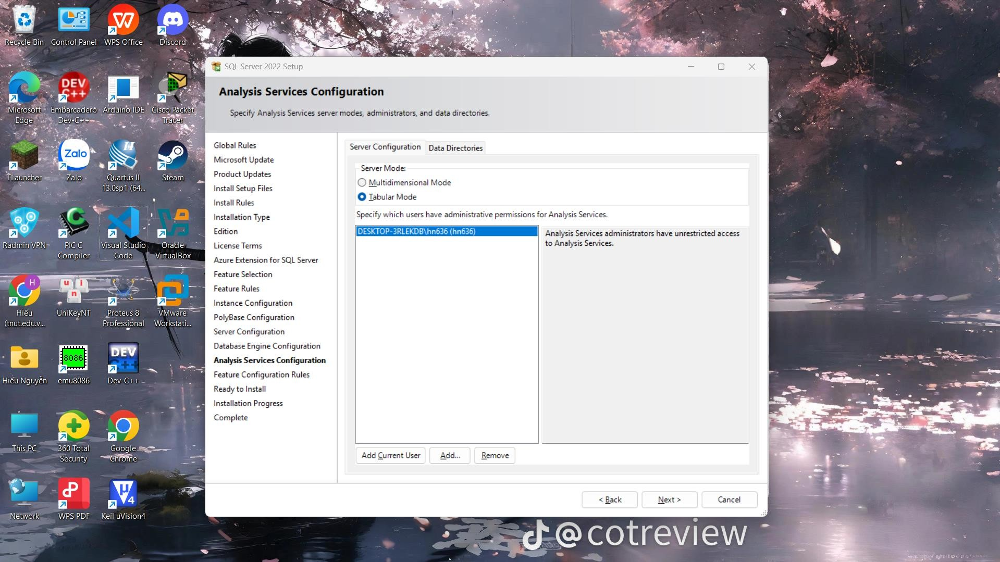 Recycle Bin
Control Panel
WPS Office
Discord
Microsoft
Edge
DEV
C++
Embarcadero
Dev-C++
Arduino IDE
Cisco Packet
Tracer
TLauncher
Zalo
Zalo
II
Quartus II
13.0sp1 (64...
Steam
Radmin VPN
C
PIC C
Compiler
Visual Studio
Code
Oracle
VirtualBox
H
Hiếu
(tnut.edu.v...
u i
n
UniKeyNT
Proteus 8
Professional
VMware
Workstati...
Hiếu Nguyễn
8086
emu8086
DEV
C++
Dev-C++
This PC
360 Total
Security
Google
Chrome
Network
WPS PDF
μ
V4
Keil uVision4
SQL Server 2022 Setup
Analysis Services Configuration
Specify Analysis Services server modes, administrators, and data directories.
Global Rules
Microsoft Update
Product Updates
Install Setup Files
Install Rules
Installation Type
Edition
License Terms
Azure Extension for SQL Server
Feature Selection
Feature Rules
Instance Configuration
PolyBase Configuration
Server Configuration
Database Engine Configuration
Analysis Services Configuration
Feature Configuration Rules
Ready to Install
Installation Progress
Complete
Server Configuration
Data Directories
Server Mode:
Multidimensional Mode
Tabular Mode
Specify which users have administrative permissions for Analysis Services.
DESKTOP-3RLEKDB\hn636 (hn636)
Analysis Services administrators have unrestricted access
to Analysis Services.
Add Current User
Add...
Remove
< Back
Next >
Cancel
@cotreview